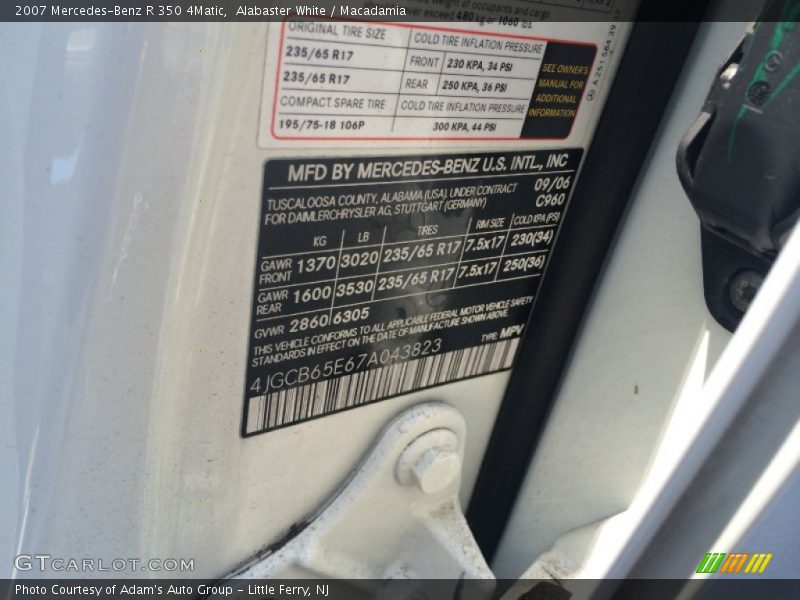 2007 Mercedes-Benz R 350 4Matic,  Alabaster White / Macadamia
ever exceed 480 kg or 1060 lbs.
ORIGINAL TIRE SIZE COLD TIRE INFLATION PRESSURE
235/65 R17 FRONT 230 KPA, 34 PSI
235/65 R17 REAR 250 KPA, 36 PSI
COMPACT SPARE TIRE COLD TIRE INFLATION PRESSURE
195/75-18 106P 300 KPA, 44 PSI
SEE OWNER'S
MANUAL FOR
ADDITIONAL
INFORMATION
MFD BY MERCEDES-BENZ U.S. INTL., INC
TUSCALOOSA COUNTY, ALABAMA (USA) UNDER CONTRACT 09/06
FOR DAIMLERCHRYSLER AG, STUTTGART (GERMANY) C960
KG LB TIRES RIM SIZE COLD KPA (PSI)
GAWR FRONT 1370 3020 235/65 R17 7.5x17 230(34)
GAWR REAR 1600 3530 235/65 R17 7.5x17 250(36)
GVWR 2860 6305
THIS VEHICLE CONFORMS TO ALL APPLICABLE FEDERAL MOTOR VEHICLE SAFETY
STANDARDS IN EFFECT ON THE DATE OF MANUFACTURE SHOWN ABOVE.
TYPE: MPV
4JGCB65E67A043823
GTCARLOT.COM
Photo Courtesy of Adam's Auto Group - Little Ferry, NJ